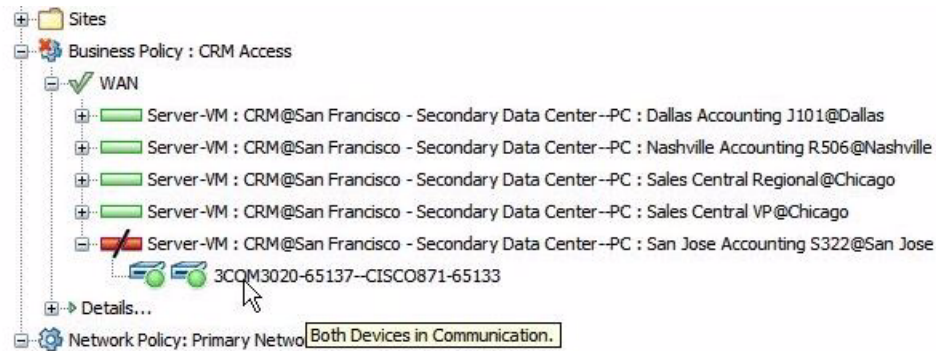 Sites
Business Policy : CRM Access
WAN
Server-VM : CRM@San Francisco - Secondary Data Center--PC : Dallas Accounting J101@Dallas
Server-VM : CRM@San Francisco - Secondary Data Center--PC : Nashville Accounting R506@Nashville
Server-VM : CRM@San Francisco - Secondary Data Center--PC : Sales Central Regional@Chicago
Server-VM : CRM@San Francisco - Secondary Data Center--PC : Sales Central VP@Chicago
Server-VM : CRM@San Francisco - Secondary Data Center--PC : San Jose Accounting S322@San Jose
3COM3020-65137--CISCO871-65133
Details...
Network Policy: Primary Netwo
Both Devices in Communication.